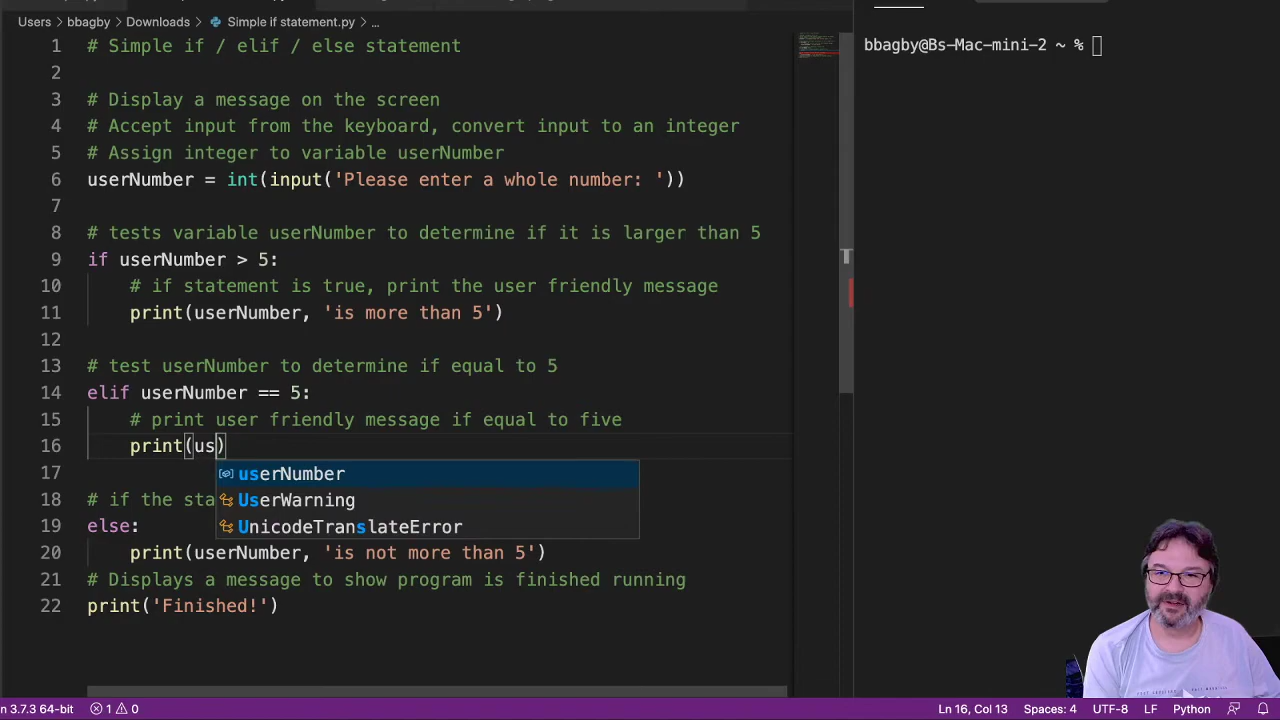 Users > bbagby > Downloads > Simple if statement.py > ...
1 # Simple if / elif / else statement
2
3 # Display a message on the screen
4 # Accept input from the keyboard, convert input to an integer
5 # Assign integer to variable userNumber
6 userNumber = int(input('Please enter a whole number: '))
7
8 # tests variable userNumber to determine if it is larger than 5
9 if userNumber > 5:
10 # if statement is true, print the user friendly message
11 print(userNumber, 'is more than 5')
12
13 # test userNumber to determine if equal to 5
14 elif userNumber == 5:
15 # print user friendly message if equal to five
16 print(us)
userNumber
17
UserWarning
18 # if the sta
UnicodeTranslateError
19 else:
20 print(userNumber, 'is not more than 5')
21 # Displays a message to show program is finished running
22 print('Finished!')
bbagby@Bs-Mac-mini-2 ~ %
n 3.7.3 64-bit 1 0 Ln 16, Col 13 Spaces: 4 UTF-8 LF Python